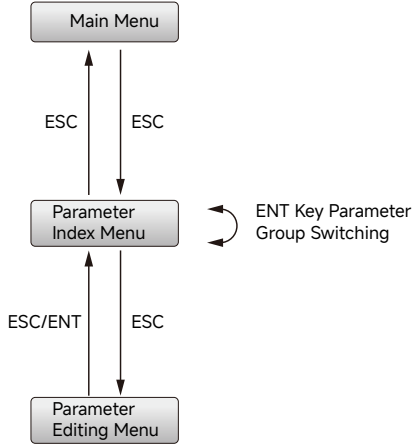 Main Menu
ESC
ESC
Parameter
Index Menu
ENT Key Parameter
Group Switching
ESC/ENT
ESC
Parameter
Editing Menu